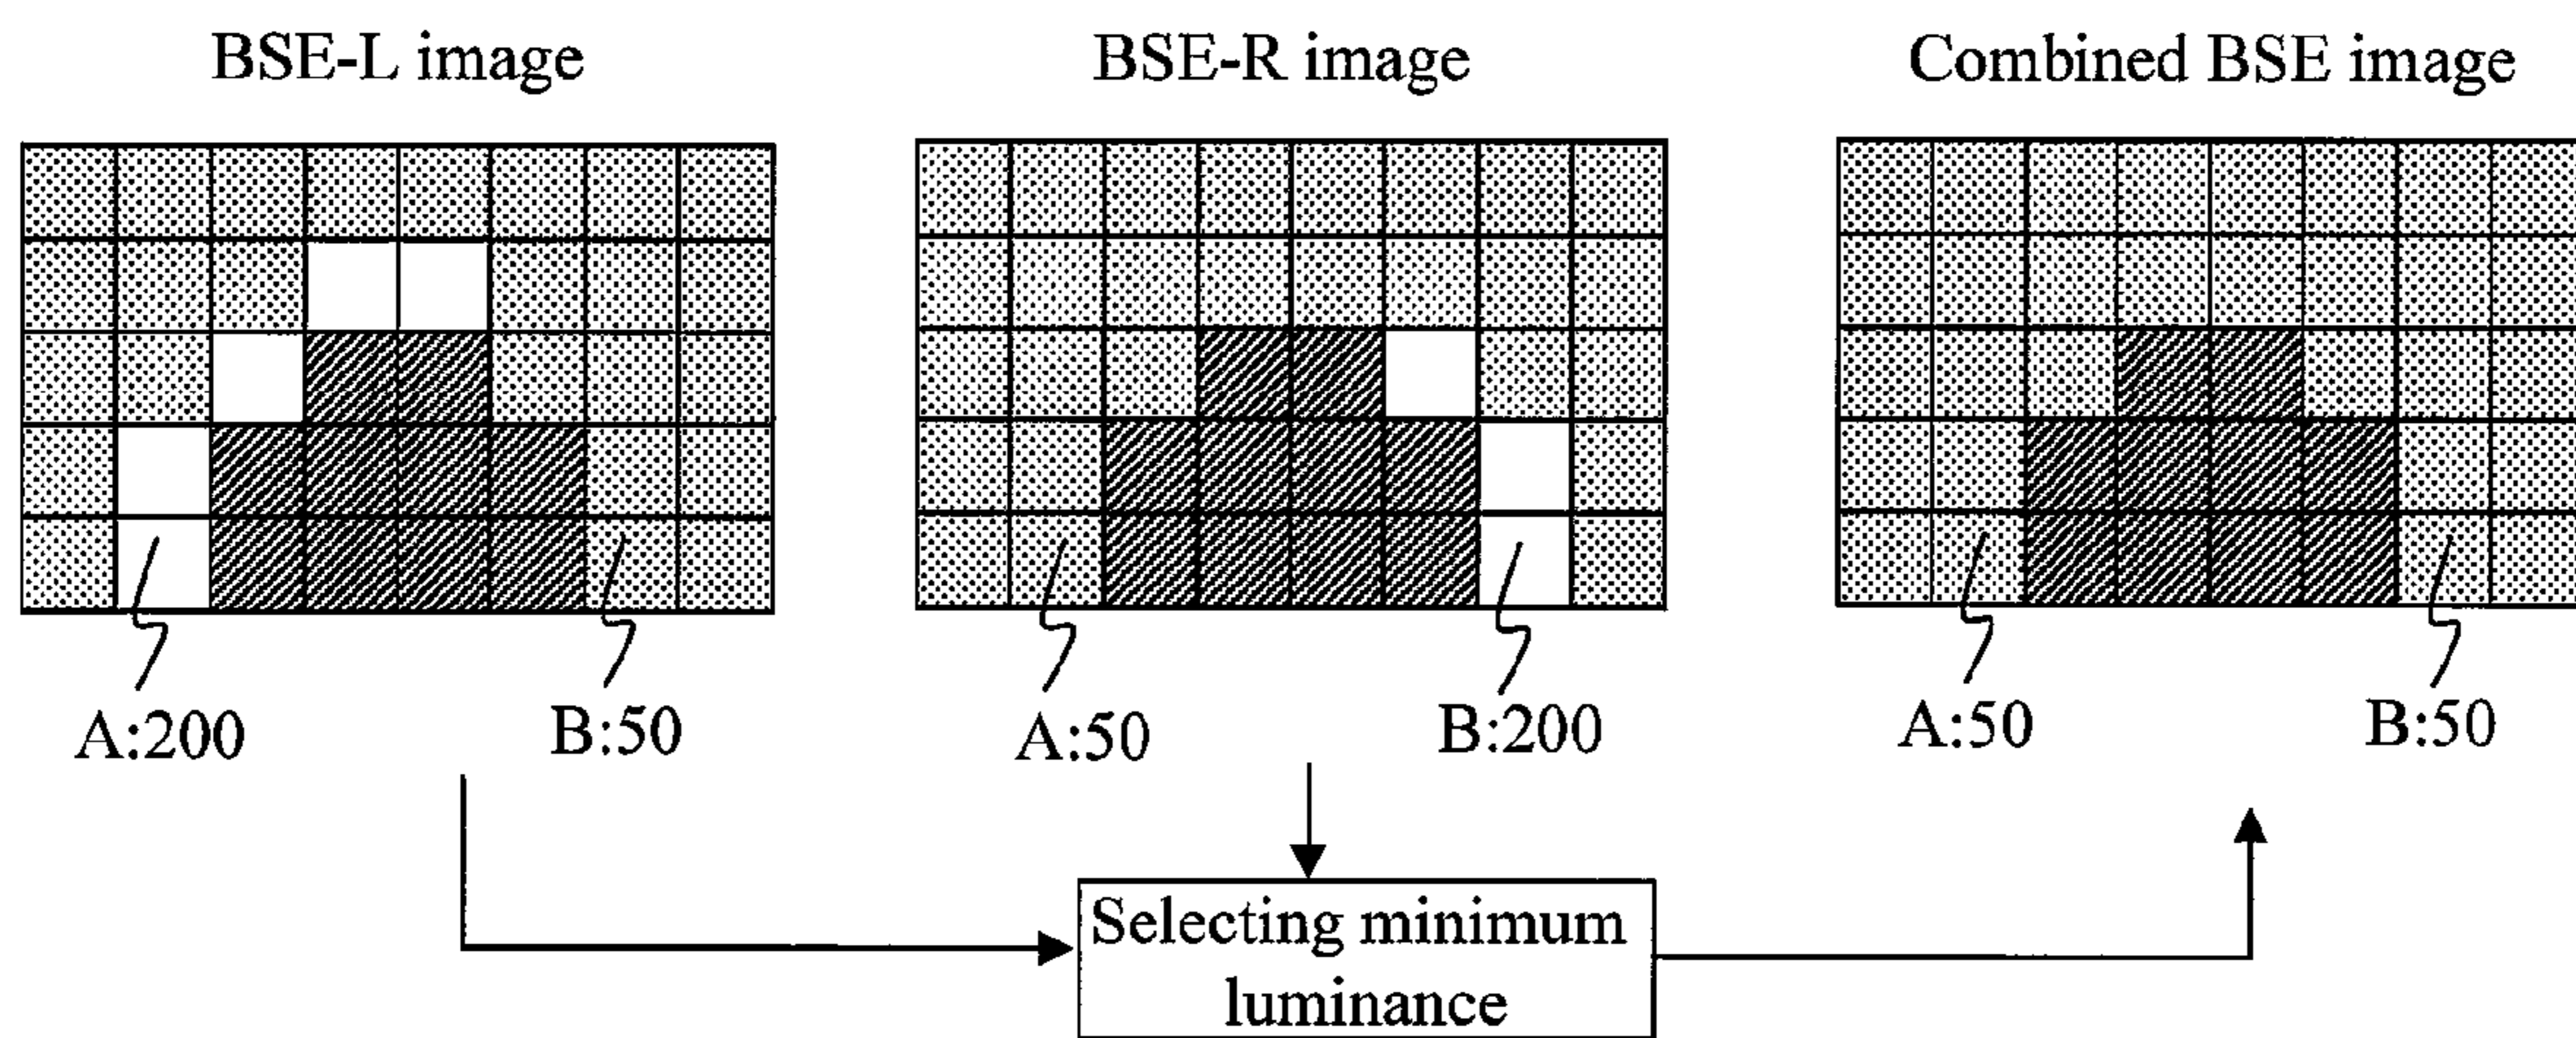 BSE-L image
BSE-R image
Combined BSE image
A:200
B:50
A:50
B:200
A:50
B:50
Selecting minimum
luminance